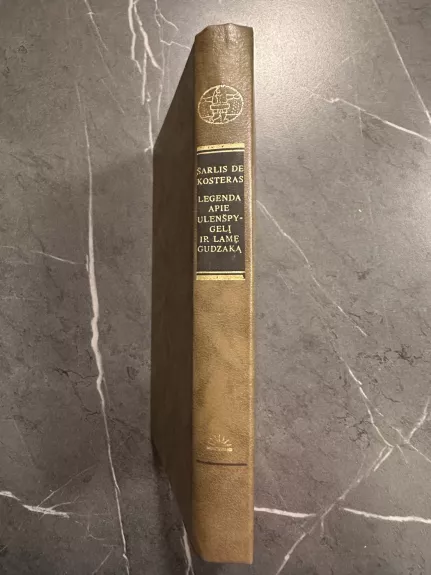 ŠARLIS DE
KOSTERAS
LEGENDA
APIE
ULENŠPY-
GELĮ
IR LAMĘ
GUDZAKĄ